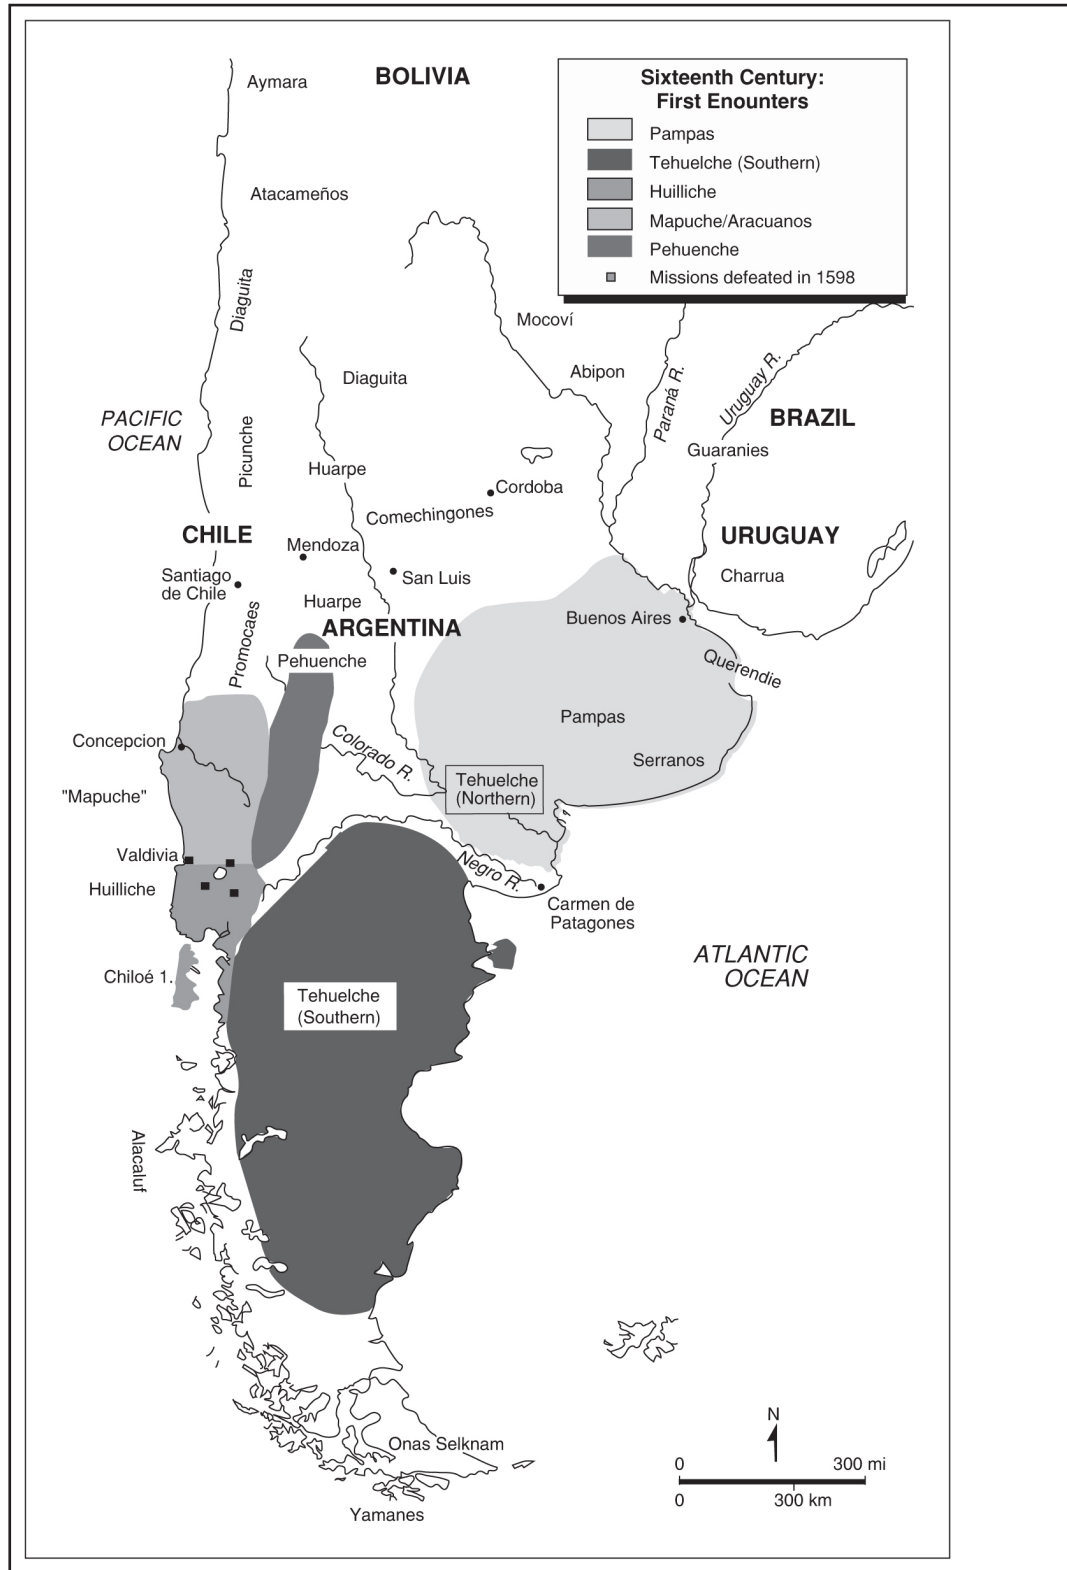 Aymara
BOLIVIA
Sixteenth Century:
First Enounters
Pampas
Tehuelche (Southern)
Huilliche
Mapuche/Aracuanos
Pehuenche
Missions defeated in 1598
Atacameños
Diaguita
Mocoví
Diaguita
Abipon
Paraná R.
Uruguay R.
PACIFIC
OCEAN
BRAZIL
Picunche
Huarpe
Guaranies
Cordoba
Comechingones
CHILE
Mendoza
URUGUAY
Santiago
de Chile
San Luis
Charrua
Huarpe
Buenos Aires
ARGENTINA
Promocaes
Pehuenche
Querendie
Pampas
Concepcion
Colorado R.
Serranos
"Mapuche"
Tehuelche
(Northern)
Valdivia
Negro R.
Huilliche
Carmen de
Patagones
ATLANTIC
OCEAN
Chiloé 1.
Tehuelche
(Southern)
Alacaluf
N
Onas Selknam
0 300 mi
0 300 km
Yamanes